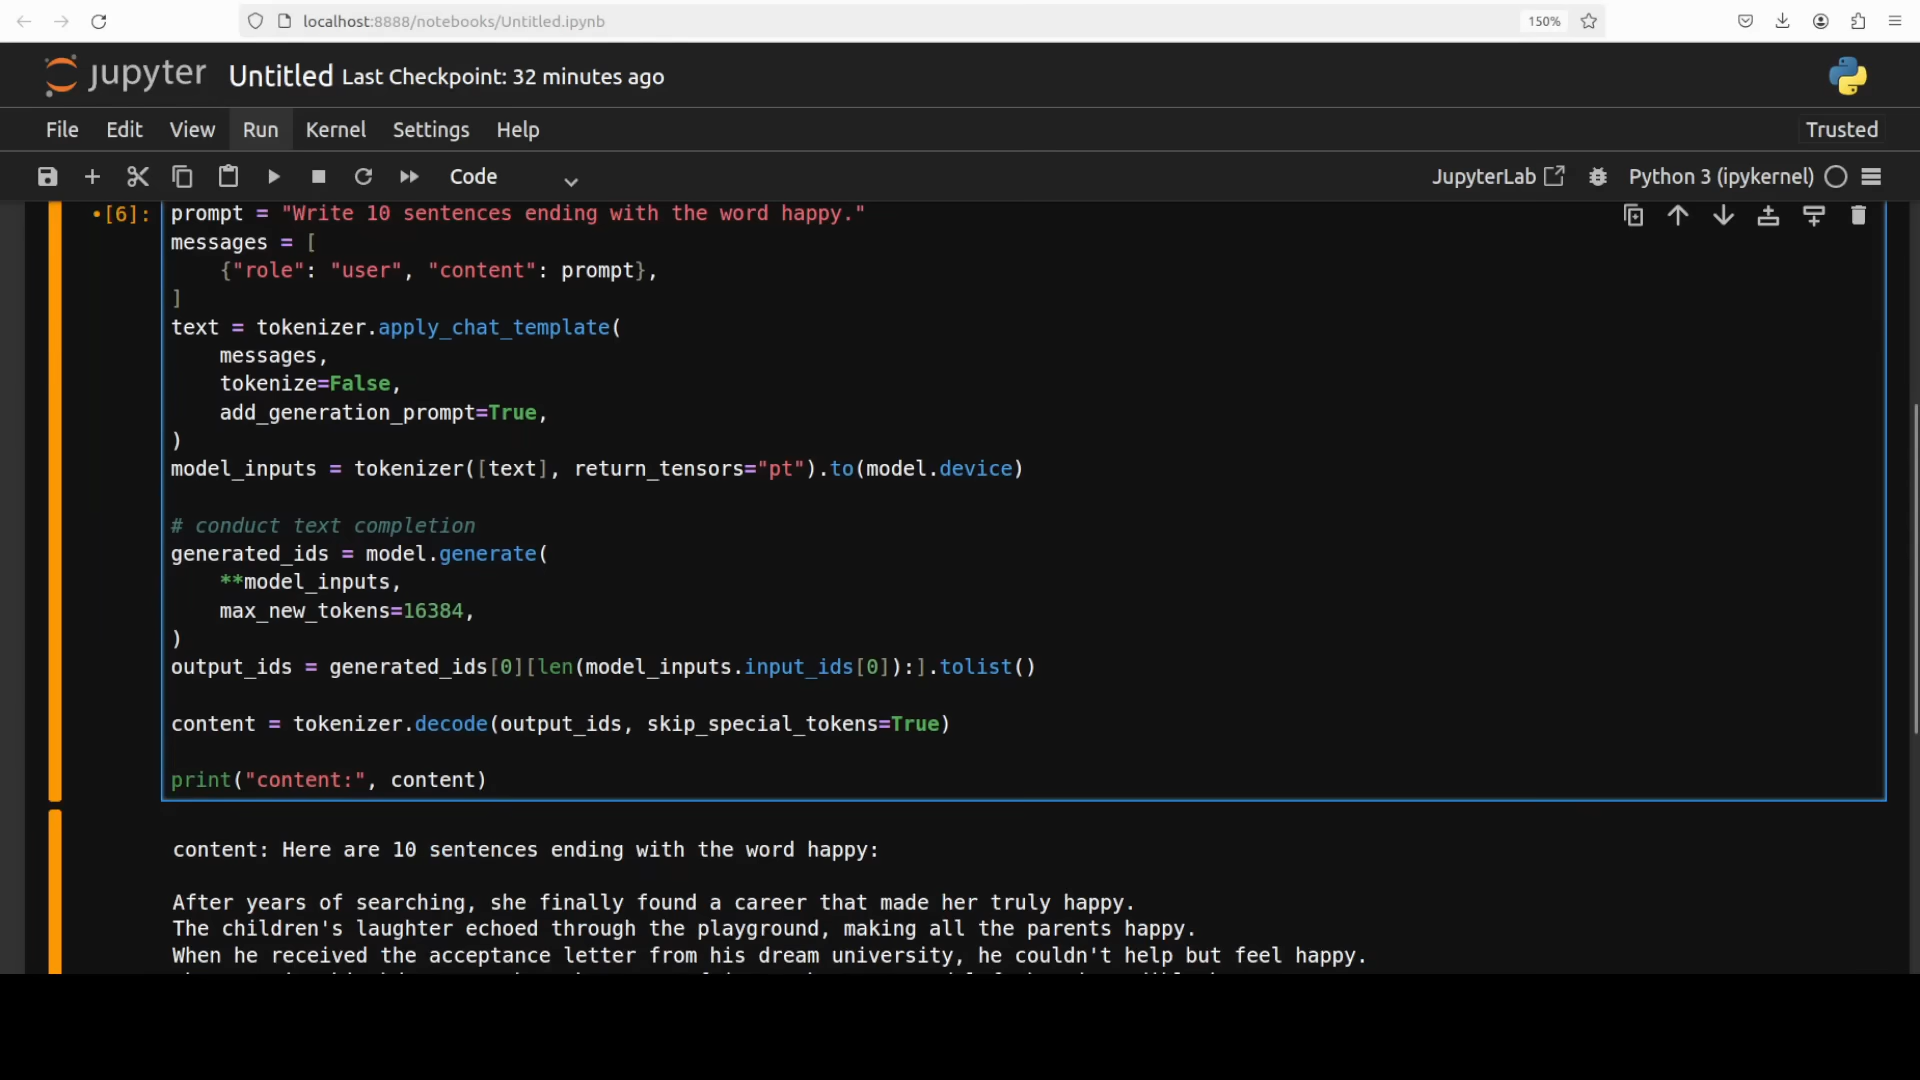 localhost:8888/notebooks/Untitled.ipynb
150%
jupyter Untitled Last Checkpoint: 32 minutes ago
File Edit View Run Kernel Settings Help Trusted
Code JupyterLab Python 3 (ipykernel)
•[6]:
prompt = "Write 10 sentences ending with the word happy."
messages = [
    {"role": "user", "content": prompt},
]
text = tokenizer.apply_chat_template(
    messages,
    tokenize=False,
    add_generation_prompt=True,
)
model_inputs = tokenizer([text], return_tensors="pt").to(model.device)
# conduct text completion
generated_ids = model.generate(
    **model_inputs,
    max_new_tokens=16384,
)
output_ids = generated_ids[0][len(model_inputs.input_ids[0]):].tolist()
content = tokenizer.decode(output_ids, skip_special_tokens=True)
print("content:", content)
content: Here are 10 sentences ending with the word happy:
After years of searching, she finally found a career that made her truly happy.
The children's laughter echoed through the playground, making all the parents happy.
When he received the acceptance letter from his dream university, he couldn't help but feel happy.